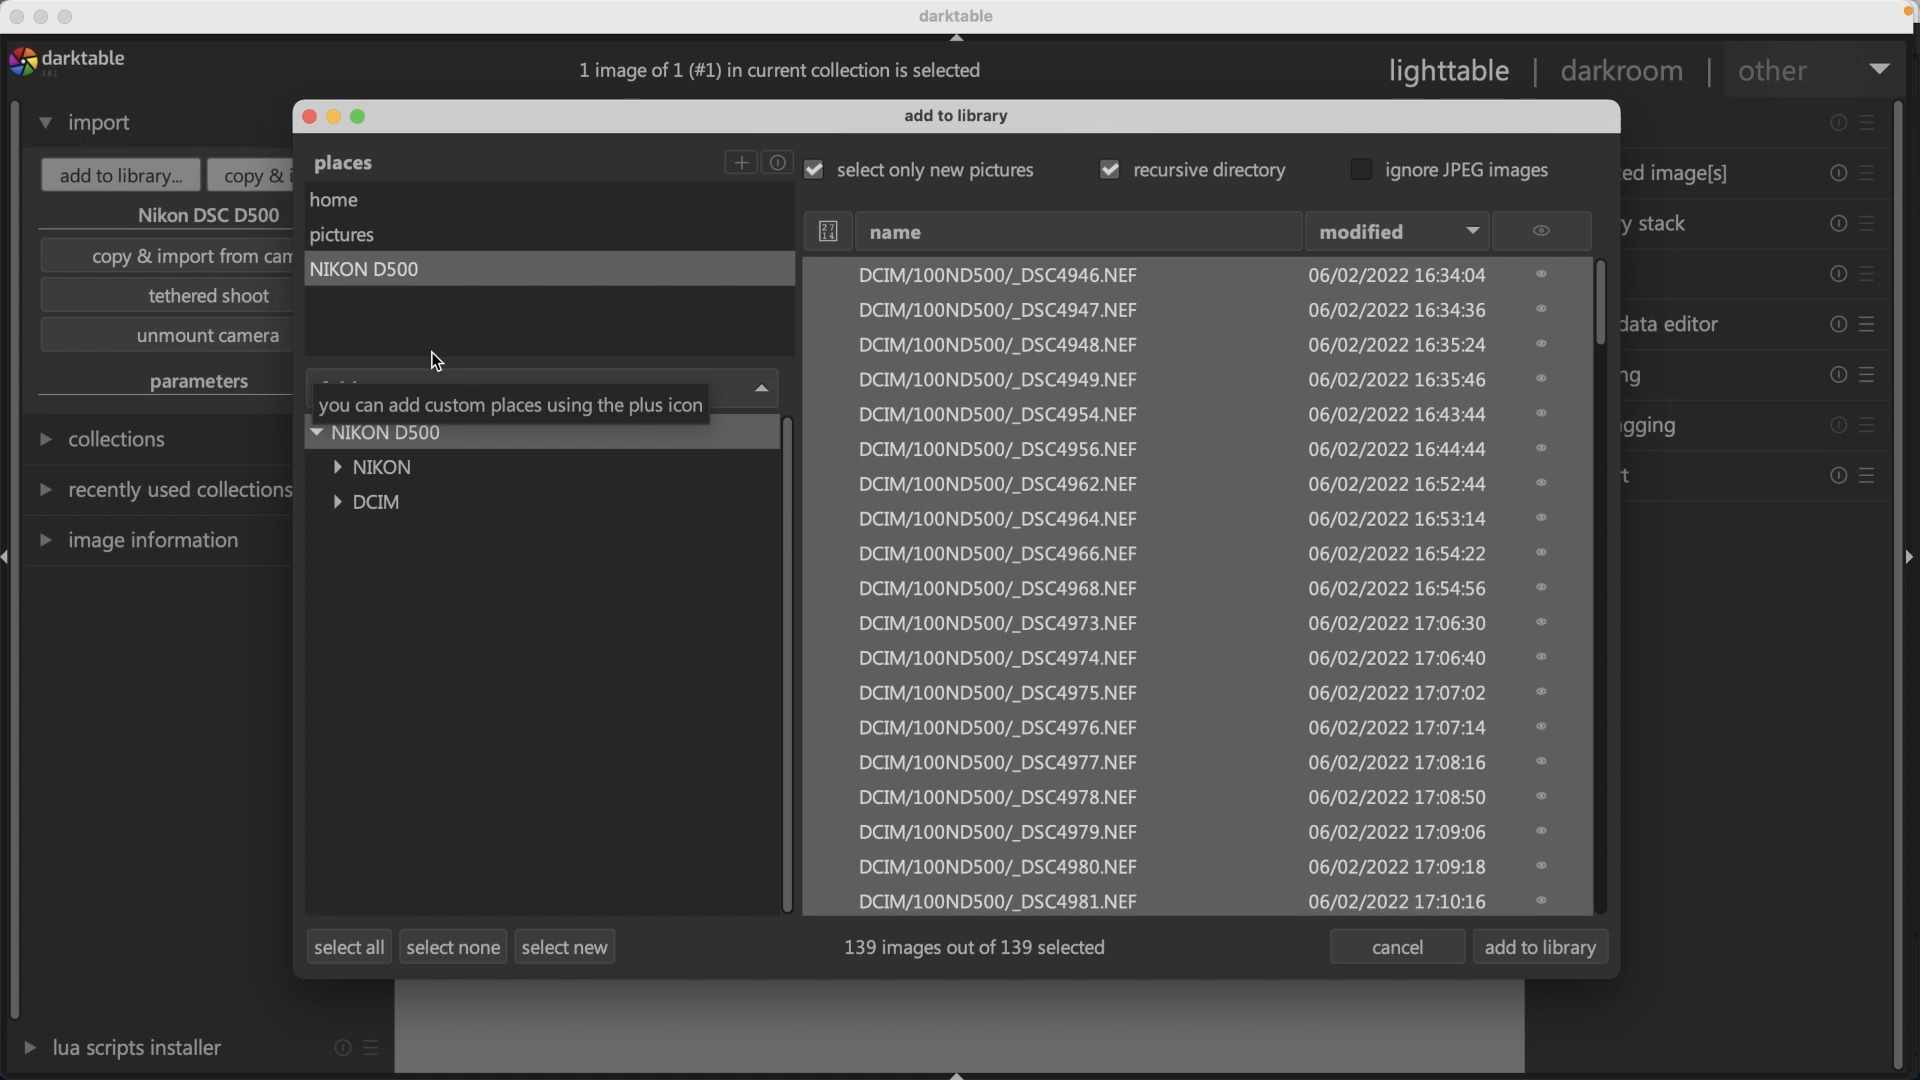 darktable
darktable
3.8.1
1 image of 1 (#1) in current collection is selected
lighttable | darkroom | other
import
add to library...
copy & i
Nikon DSC D500
copy & import from cam
tethered shoot
unmount camera
parameters
collections
recently used collections
image information
lua scripts installer
add to library
places
home
pictures
NIKON D500
you can add custom places using the plus icon
NIKON D500
NIKON
DCIM
select only new pictures
recursive directory
ignore JPEG images
name modified
DCIM/100ND500/_DSC4946.NEF 06/02/2022 16:34:04
DCIM/100ND500/_DSC4947.NEF 06/02/2022 16:34:36
DCIM/100ND500/_DSC4948.NEF 06/02/2022 16:35:24
DCIM/100ND500/_DSC4949.NEF 06/02/2022 16:35:46
DCIM/100ND500/_DSC4954.NEF 06/02/2022 16:43:44
DCIM/100ND500/_DSC4956.NEF 06/02/2022 16:44:44
DCIM/100ND500/_DSC4962.NEF 06/02/2022 16:52:44
DCIM/100ND500/_DSC4964.NEF 06/02/2022 16:53:14
DCIM/100ND500/_DSC4966.NEF 06/02/2022 16:54:22
DCIM/100ND500/_DSC4968.NEF 06/02/2022 16:54:56
DCIM/100ND500/_DSC4973.NEF 06/02/2022 17:06:30
DCIM/100ND500/_DSC4974.NEF 06/02/2022 17:06:40
DCIM/100ND500/_DSC4975.NEF 06/02/2022 17:07:02
DCIM/100ND500/_DSC4976.NEF 06/02/2022 17:07:14
DCIM/100ND500/_DSC4977.NEF 06/02/2022 17:08:16
DCIM/100ND500/_DSC4978.NEF 06/02/2022 17:08:50
DCIM/100ND500/_DSC4979.NEF 06/02/2022 17:09:06
DCIM/100ND500/_DSC4980.NEF 06/02/2022 17:09:18
DCIM/100ND500/_DSC4981.NEF 06/02/2022 17:10:16
select all
select none
select new
139 images out of 139 selected
cancel
add to library
ed image[s]
y stack
data editor
ng
gging
t